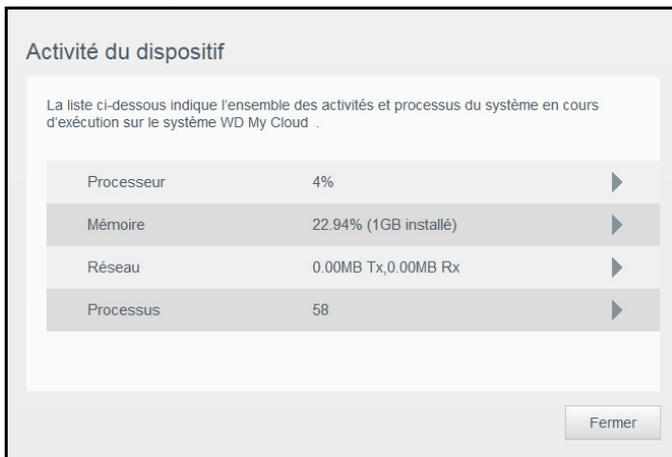 Activité du dispositif
La liste ci-dessous indique l'ensemble des activités et processus du système en cours
d'exécution sur le système WD My Cloud .
Processeur 4%
Mémoire 22.94% (1GB installé)
Réseau 0.00MB Tx,0.00MB Rx
Processus 58
Fermer